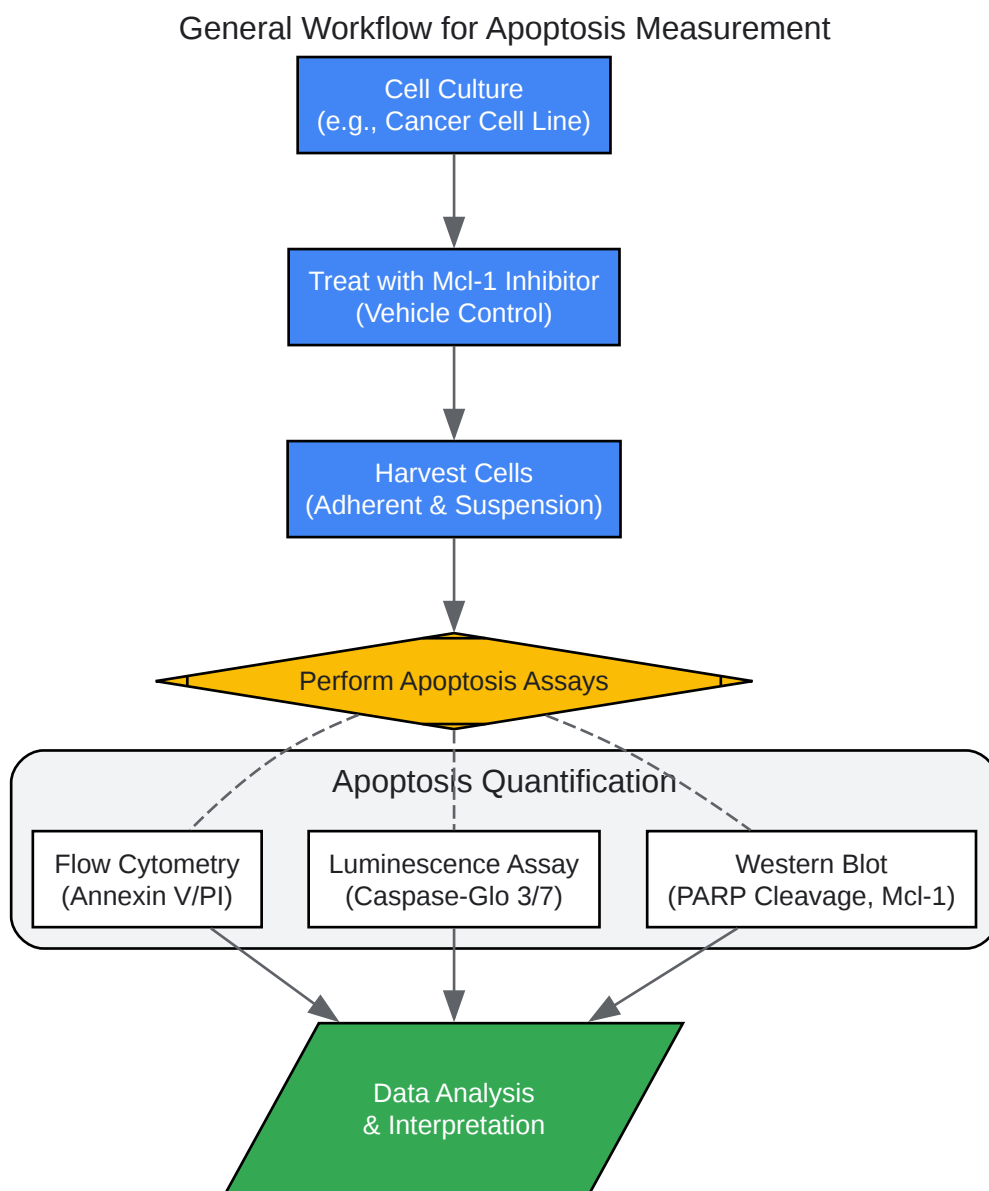 General Workflow for Apoptosis Measurement
Cell Culture
(e.g., Cancer Cell Line)
Treat with Mcl-1 Inhibitor
(Vehicle Control)
Harvest Cells
(Adherent & Suspension)
Perform Apoptosis Assays
Apoptosis Quantification
Flow Cytometry
(Annexin V/PI)
Luminescence Assay
(Caspase-Glo 3/7)
Western Blot
(PARP Cleavage, Mcl-1)
Data Analysis
& Interpretation